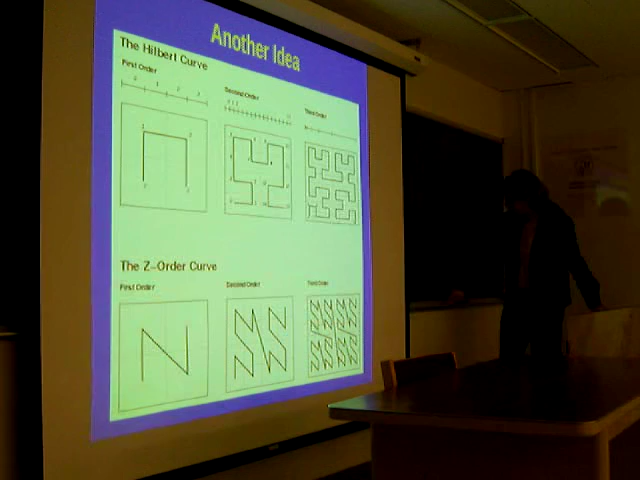 Another Idea
The Hilbert Curve
First Order
Second Order
Third Order
The Z-Order Curve
First Order
Second Order
Third Order